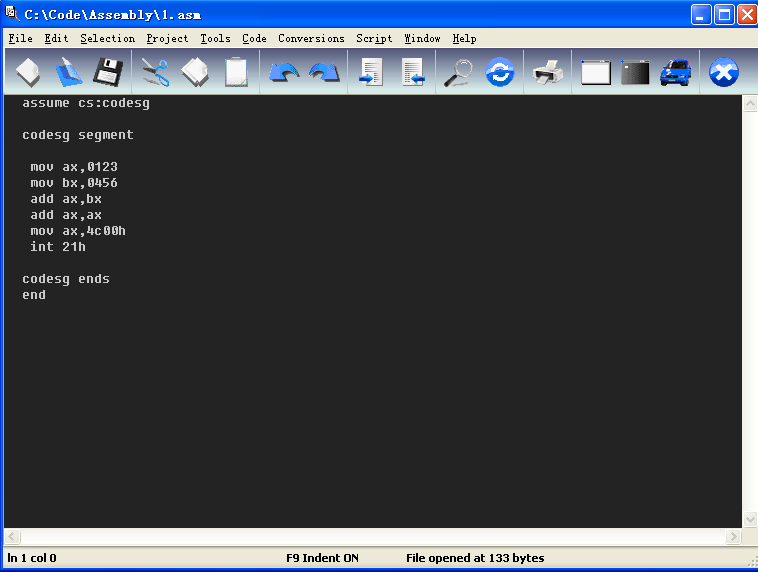 C:\Code\Assembly\1.asm
File Edit Selection Project Tools Code Conversions Script Window Help
assume cs:codesg
codesg segment
mov ax,0123
mov bx,0456
add ax,bx
add ax,ax
mov ax,4c00h
int 21h
codesg ends
end
ln 1 col 0 F9 Indent ON File opened at 133 bytes